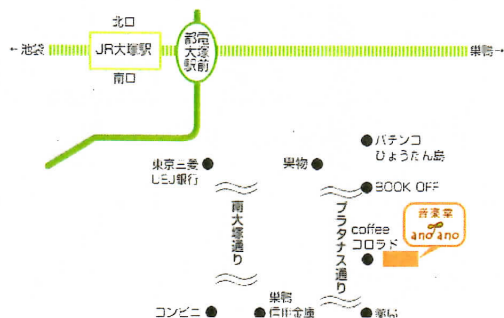 北口
←池袋
JR大塚駅
都電
大塚
駅前
巣鴨→
南口
パチンコ
ひょうたん島
東京三菱
UFJ銀行
果物
BOOK OFF
南大塚通り
プラタナス通り
音楽堂
ano ano
coffee
コロラド
コンビニ
巣鴨
信用金庫
薬局